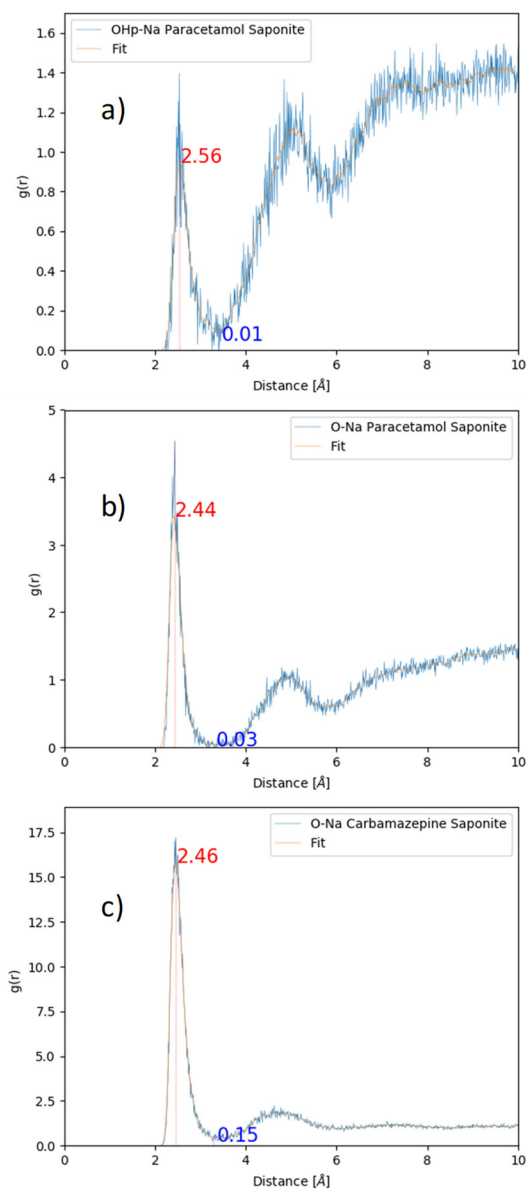 OHp-Na Paracetamol Saponite
Fit
a)
2.56
0.01
g(r)
1.6
1.4
1.2
1.0
0.8
0.6
0.4
0.2
0.0
0 2 4 6 8 10
Distance [Å]
O-Na Paracetamol Saponite
Fit
b)
2.44
0.03
g(r)
5
4
3
2
1
0
0 2 4 6 8 10
Distance [Å]
O-Na Carbamazepine Saponite
Fit
c)
2.46
0.15
g(r)
17.5
15.0
12.5
10.0
7.5
5.0
2.5
0.0
0 2 4 6 8 10
Distance [Å]